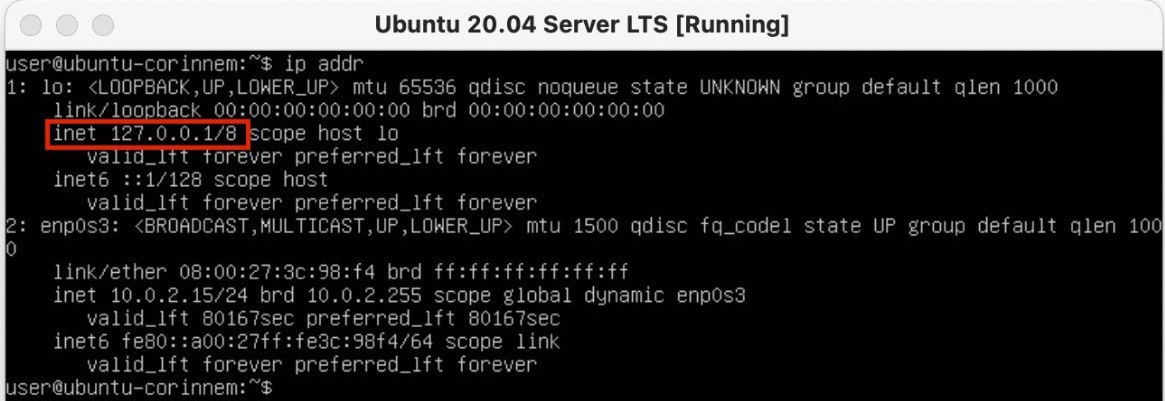 Ubuntu 20.04 Server LTS [Running]
user@ubuntu-corinnem:~$ ip addr
1: lo: <LOOPBACK,UP,LOWER_UP> mtu 65536 qdisc noqueue state UNKNOWN group default qlen 1000
link/loopback 00:00:00:00:00:00 brd 00:00:00:00:00:00
inet 127.0.0.1/8 scope host lo
valid_lft forever preferred_lft forever
inet6 ::1/128 scope host
valid_lft forever preferred_lft forever
2: enp0s3: <BROADCAST,MULTICAST,UP,LOWER_UP> mtu 1500 qdisc fq_codel state UP group default qlen 100
0
link/ether 08:00:27:3c:98:f4 brd ff:ff:ff:ff:ff:ff
inet 10.0.2.15/24 brd 10.0.2.255 scope global dynamic enp0s3
valid_lft 80167sec preferred_lft 80167sec
inet6 fe80::a00:27ff:fe3c:98f4/64 scope link
valid_lft forever preferred_lft forever
user@ubuntu-corinnem:~$